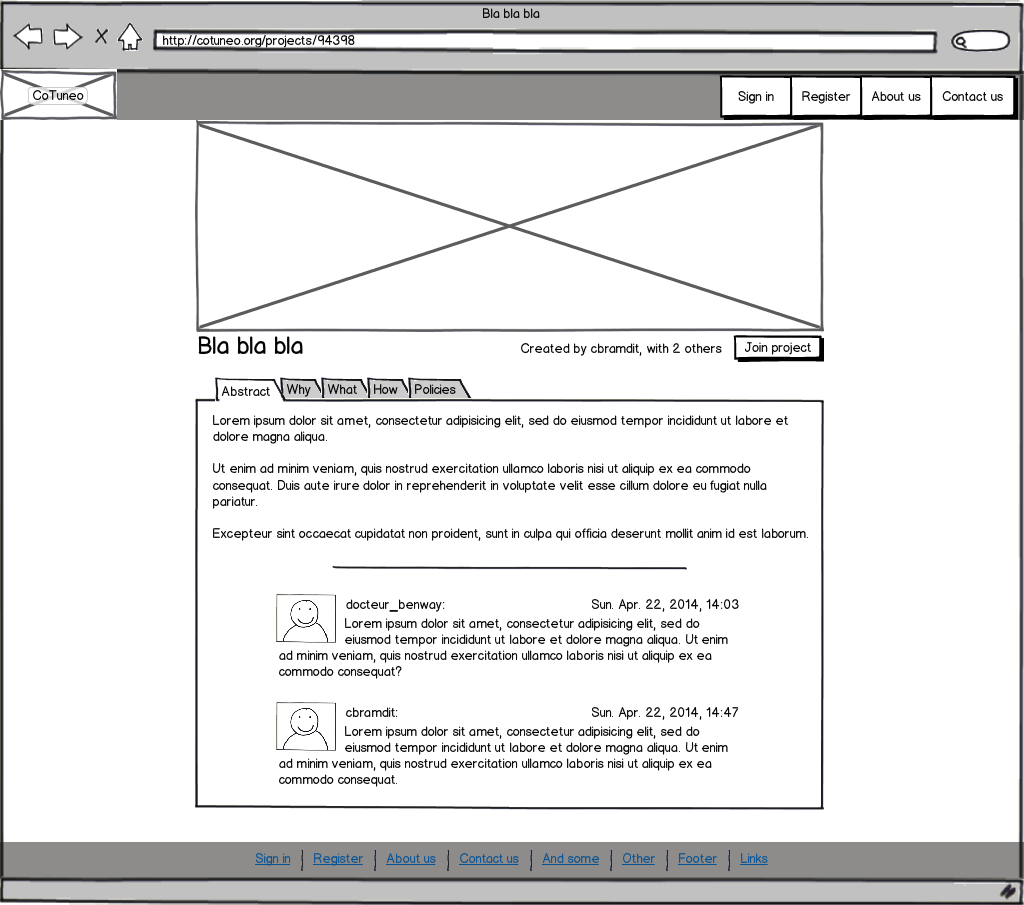 Bla bla bla
http://cotuneo.org/projects/94398
CoTuneo
Sign in
Register
About us
Contact us
Bla bla bla
Created by cbramdit, with 2 others
Join project
Abstract
Why
What
How
Policies
Lorem ipsum dolor sit amet, consectetur adipisicing elit, sed do eiusmod tempor incididunt ut labore et
dolore magna aliqua.
Ut enim ad minim veniam, quis nostrud exercitation ullamco laboris nisi ut aliquip ex ea commodo
consequat. Duis aute irure dolor in reprehenderit in voluptate velit esse cillum dolore eu fugiat nulla
pariatur.
Excepteur sint occaecat cupidatat non proident, sunt in culpa qui officia deserunt mollit anim id est laborum.
docteur_benway:
Sun. Apr. 22, 2014, 14:03
Lorem ipsum dolor sit amet, consectetur adipisicing elit, sed do
eiusmod tempor incididunt ut labore et dolore magna aliqua. Ut enim
ad minim veniam, quis nostrud exercitation ullamco laboris nisi ut aliquip ex ea
commodo consequat?
cbramdit:
Sun. Apr. 22, 2014, 14:47
Lorem ipsum dolor sit amet, consectetur adipisicing elit, sed do
eiusmod tempor incididunt ut labore et dolore magna aliqua. Ut enim
ad minim veniam, quis nostrud exercitation ullamco laboris nisi ut aliquip ex ea
commodo consequat.
Sign in
Register
About us
Contact us
And some
Other
Footer
Links